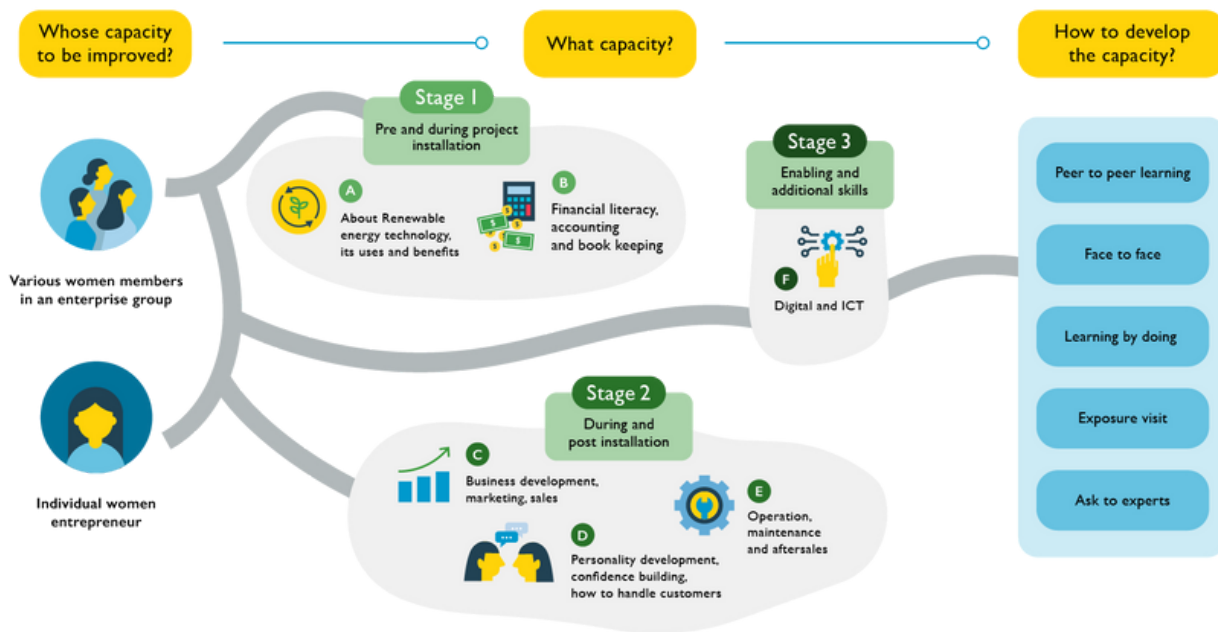 Whose capacity
to be improved?
What capacity?
How to develop
the capacity?
Stage 1
Pre and during project
installation
A
About Renewable
energy technology,
its uses and benefits
B
Financial literacy,
accounting
and book keeping
Stage 3
Enabling and
additional skills
F
Digital and ICT
Various women members
in an enterprise group
Individual women
entrepreneur
Stage 2
During and
post installation
C
Business development,
marketing, sales
D
Personality development,
confidence building,
how to handle customers
E
Operation,
maintenance
and aftersales
Peer to peer learning
Face to face
Learning by doing
Exposure visit
Ask to experts